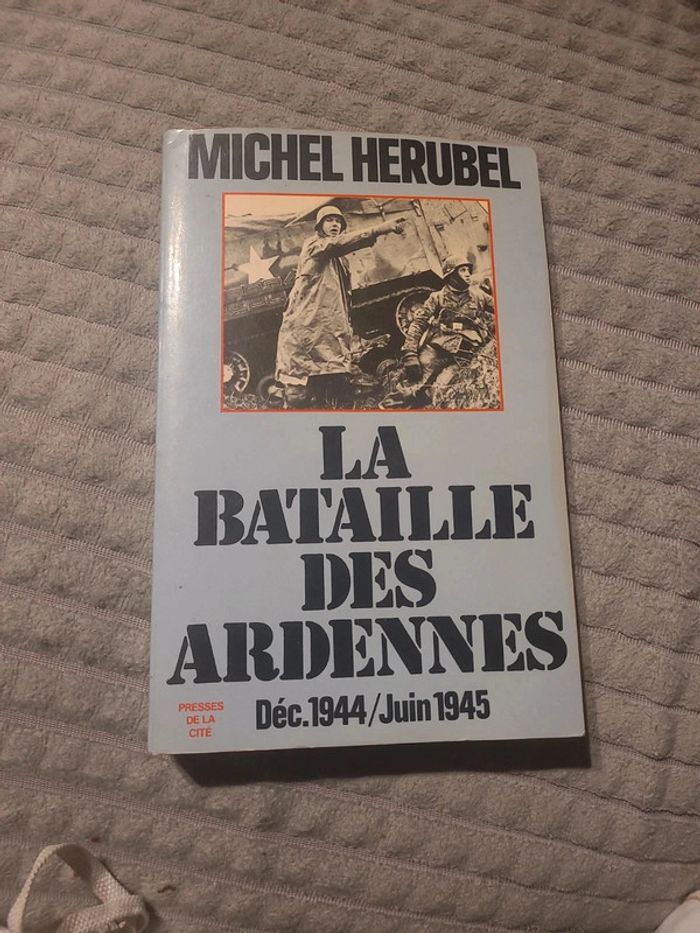 MICHEL HERUBEL
LA
BATAILLE
DES
ARDENNES
PRESSES
DE LA
CITÉ
Déc.1944/Juin 1945